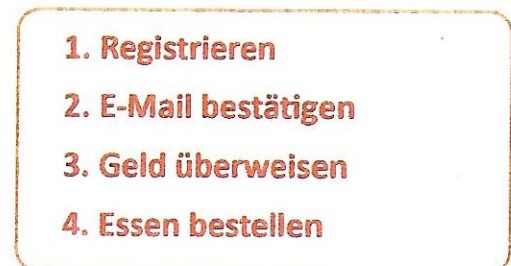 1. Registrieren
2. E-Mail bestätigen
3. Geld überweisen
4. Essen bestellen